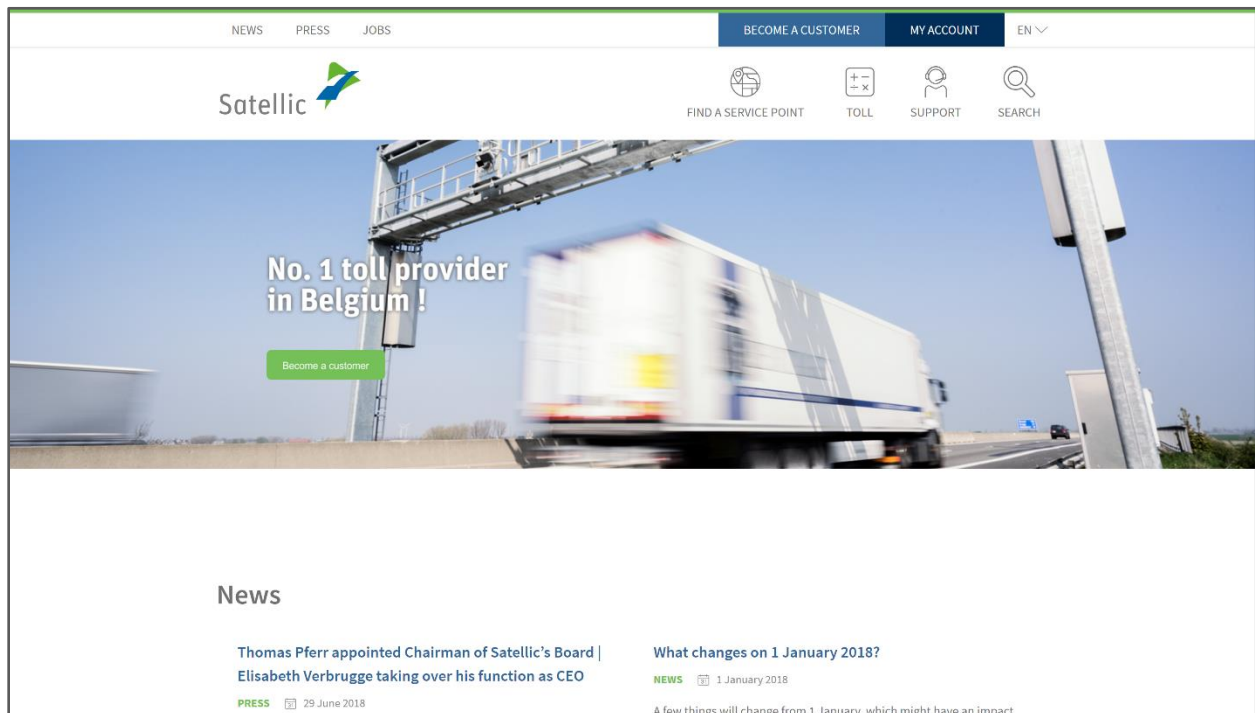 NEWS PRESS JOBS BECOME A CUSTOMER MY ACCOUNT EN
Satellic
FIND A SERVICE POINT TOLL SUPPORT SEARCH
No. 1 toll provider
in Belgium !
Become a customer
News
Thomas Pferr appointed Chairman of Satellic's Board |
Elisabeth Verbrugge taking over his function as CEO
PRESS 29 June 2018
What changes on 1 January 2018?
NEWS 1 January 2018
A few things will change from 1 January, which might have an impact